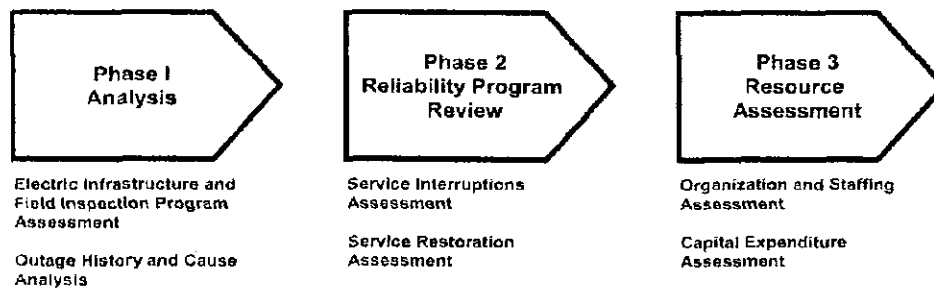 Phase I
Analysis
Electric Infrastructure and
Field Inspection Program
Assessment
Outage History and Cause
Analysis
Phase 2
Reliability Program
Review
Service Interruptions
Assessment
Service Restoration
Assessment
Phase 3
Resource
Assessment
Organization and Staffing
Assessment
Capital Expenditure
Assessment